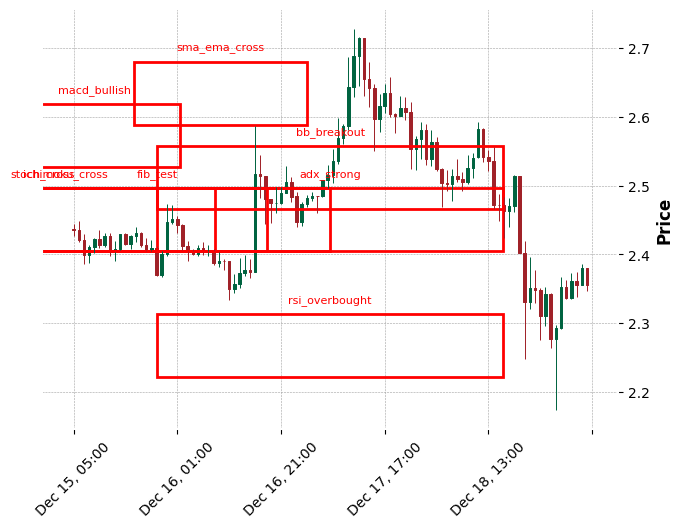 sma_ema_cross
macd_bullish
bb_breakout
fib_test
adx_strong
rsi_overbought
2.7
2.6
2.5
2.4
2.3
2.2
Price
Dec 15, 05:00
Dec 16, 01:00
Dec 16, 21:00
Dec 17, 17:00
Dec 18, 13:00